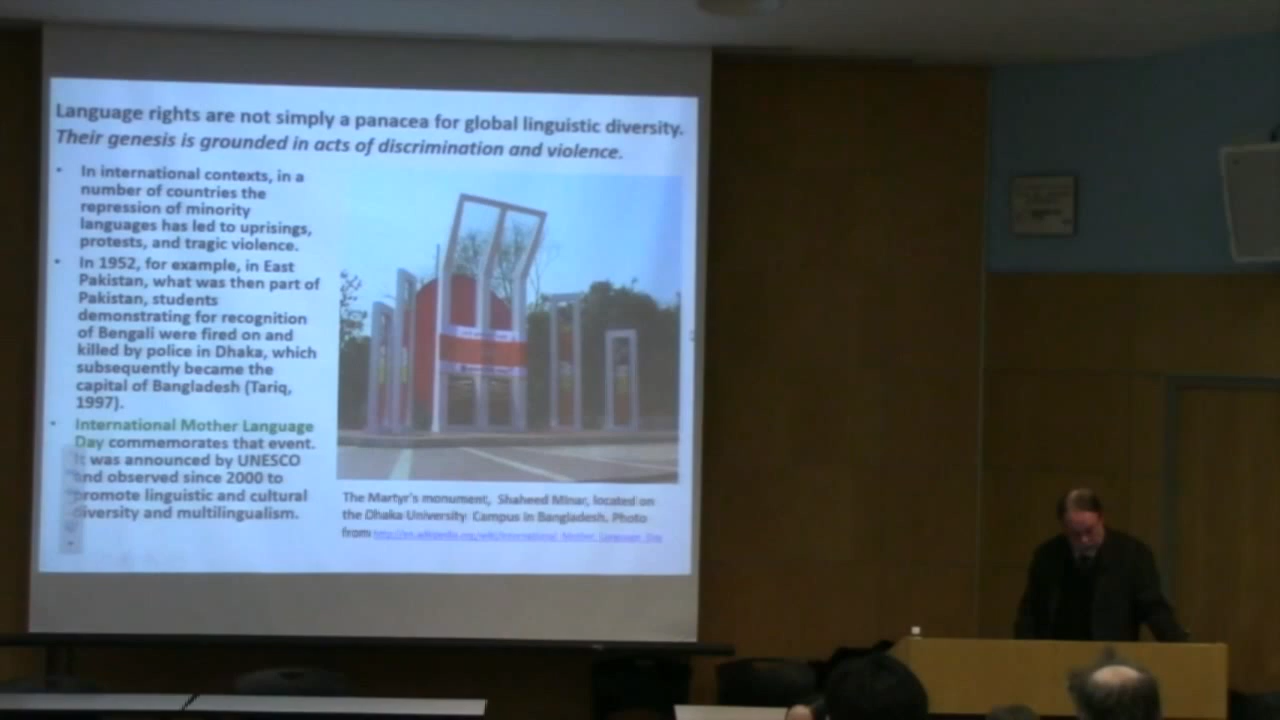 Language rights are not simply a panacea for global linguistic diversity.
Their genesis is grounded in acts of discrimination and violence.
• In international contexts, in a
number of countries the
repression of minority
languages has led to uprisings,
protests, and tragic violence.
• In 1952, for example, in East
Pakistan, what was then part of
Pakistan, students
demonstrating for recognition
of Bengali were fired on and
killed by police in Dhaka, which
subsequently became the
capital of Bangladesh (Tariq,
1997).
• International Mother Language
Day commemorates that event.
It was announced by UNESCO
and observed since 2000 to
promote linguistic and cultural
diversity and multilingualism.
The Martyr's monument, Shaheed Minar, located on
the Dhaka University Campus in Bangladesh. Photo
from http://en.wikipedia.org/wiki/International_Mother_Language_Day